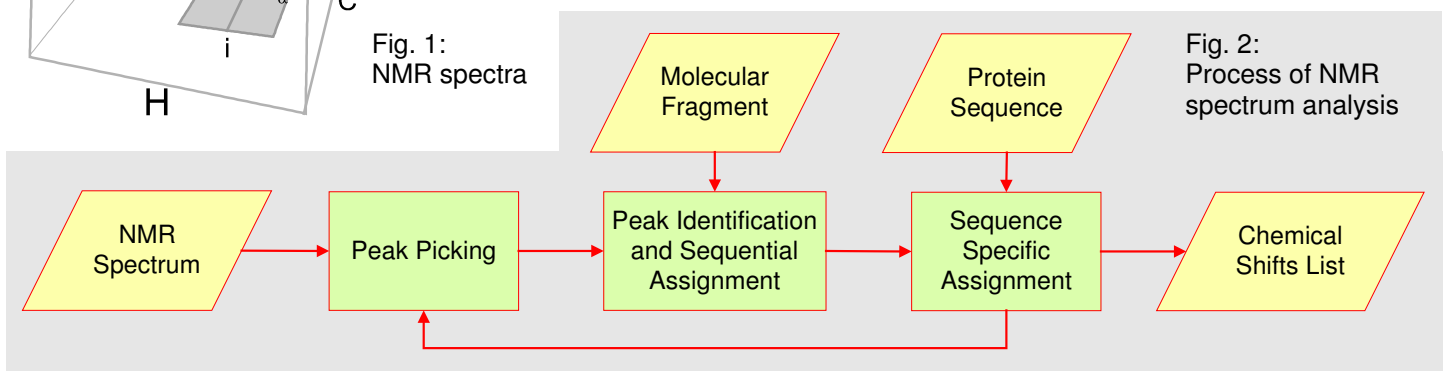 α
C
i
H
Fig. 1:
NMR spectra
Fig. 2:
Process of NMR
spectrum analysis
Molecular
Fragment
Protein
Sequence
NMR
Spectrum
Peak Picking
Peak Identification
and Sequential
Assignment
Sequence
Specific
Assignment
Chemical
Shifts List